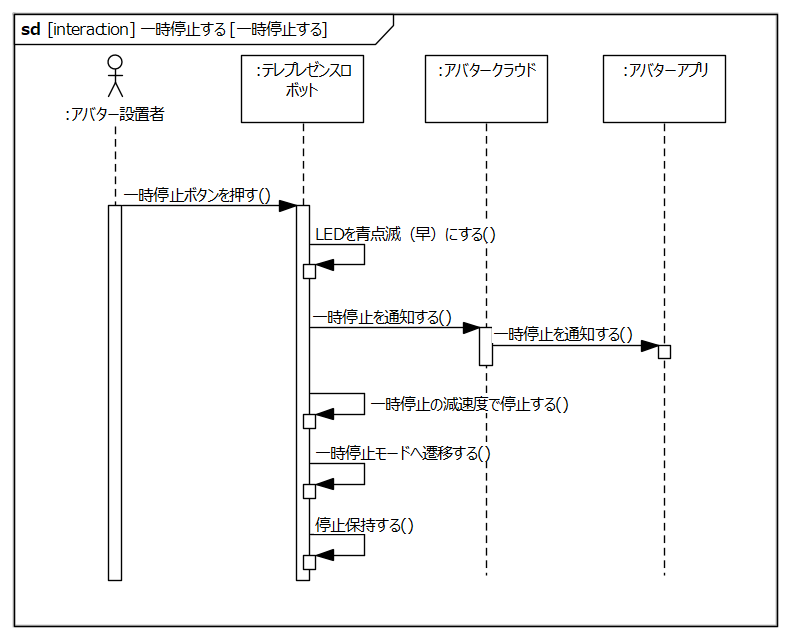 sd [interaction] 一時停止する [一時停止する]
:アバター設置者
:テレプレゼンスロ
ボット
:アバタークラウド
:アバターアプリ
一時停止ボタンを押す()
LEDを青点滅（早）にする()
一時停止を通知する()
一時停止を通知する()
一時停止の減速度で停止する()
一時停止モードへ遷移する()
停止保持する()